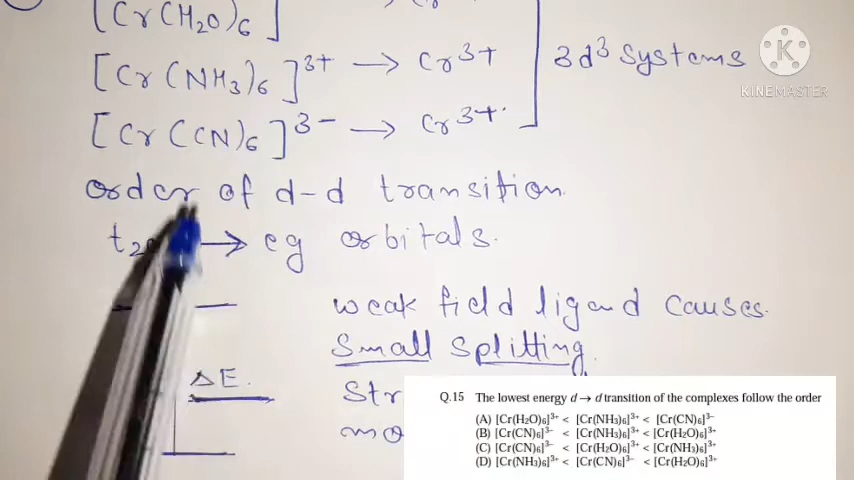 [Cr(H2O)6]
[Cr(NH3)6]3+ → Cr3+
3d3 systems
[Cr(CN)6]3- → Cr3+
K
KINEMASTER
order of d-d transition
→ eg orbitals.
weak field ligand causes
small splitting.
ΔE.
Q.15 The lowest energy d → d transition of the complexes follow the order
(A) [Cr(H2O)6]3+ < [Cr(NH3)6]3+ < [Cr(CN)6]3–
(B) [Cr(CN)6]3– < [Cr(NH3)6]3+ < [Cr(H2O)6]3+
(C) [Cr(CN)6]3– < [Cr(H2O)6]3+ < [Cr(NH3)6]3+
(D) [Cr(NH3)6]3+ < [Cr(CN)6]3– < [Cr(H2O)6]3+